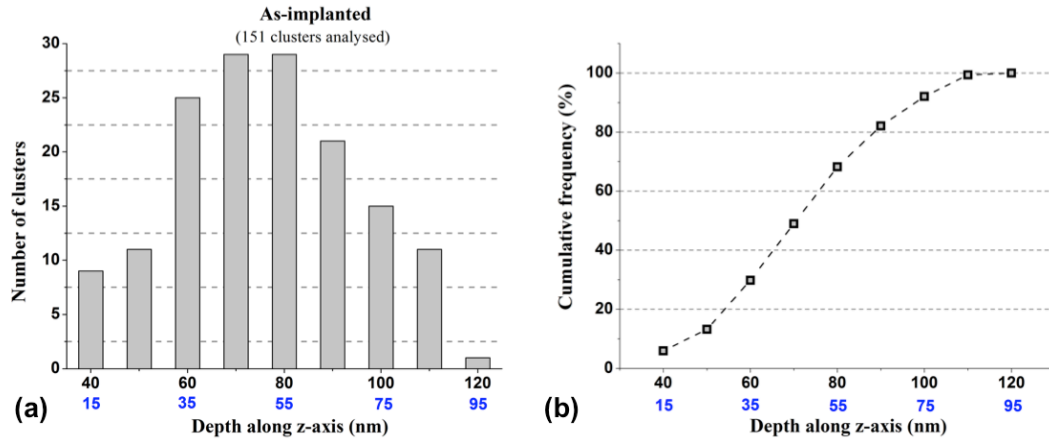 As-implanted
(151 clusters analysed)
Number of clusters
30
25
20
15
10
5
0
40 60 80 100 120
15 35 55 75 95
Depth along z-axis (nm)
(a)
Cumulative frequency (%)
100
80
60
40
20
0
40 60 80 100 120
15 35 55 75 95
Depth along z-axis (nm)
(b)